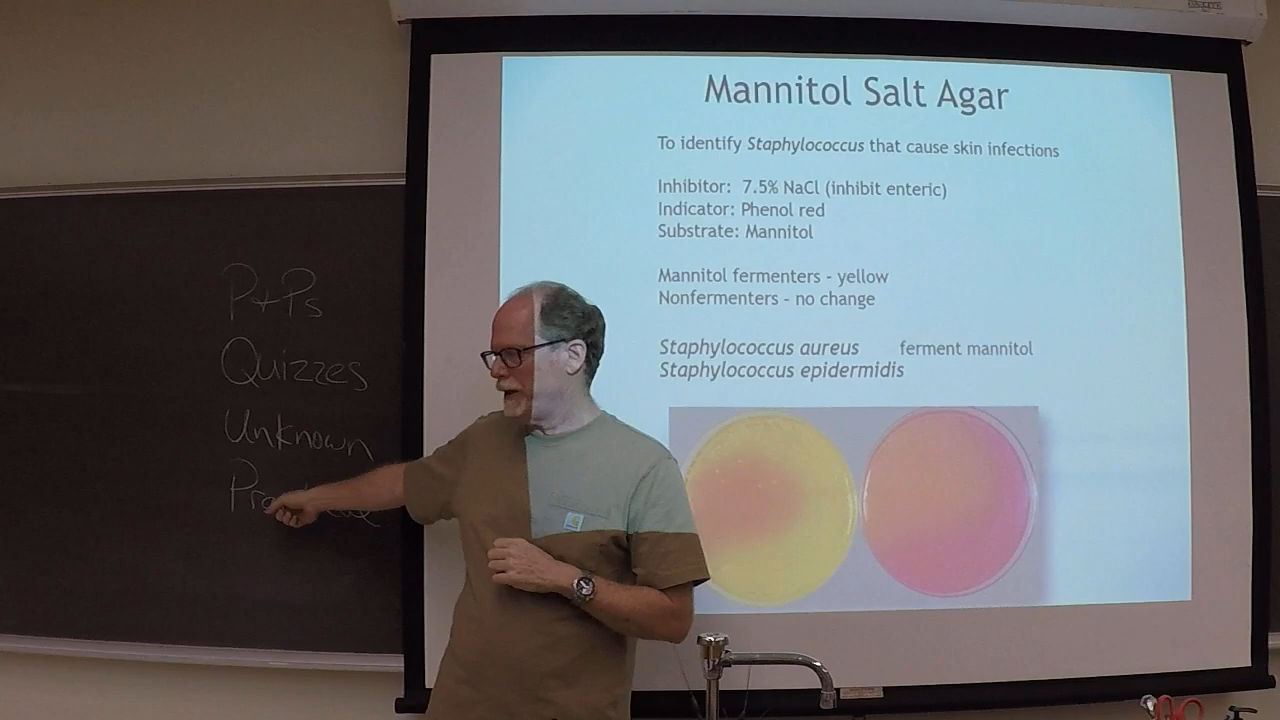 P+Ps
Quizzes
Unknown
Mannitol Salt Agar
To identify Staphylococcus that cause skin infections
Inhibitor: 7.5% NaCl (inhibit enteric)
Indicator: Phenol red
Substrate: Mannitol
Mannitol fermenters - yellow
Nonfermenters - no change
Staphylococcus aureus ferment mannitol
Staphylococcus epidermidis